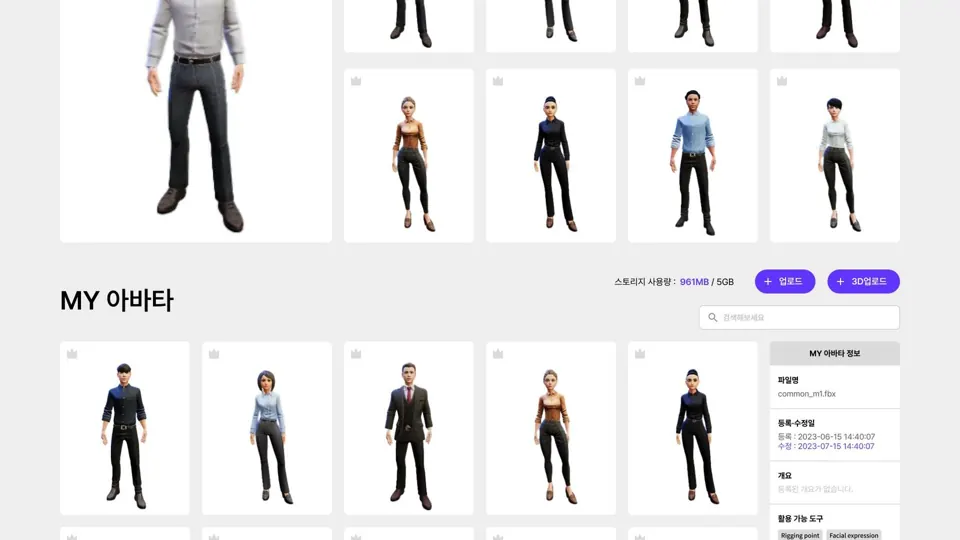 스토리지 사용량 : 961MB / 5GB
+ 업로드
+ 3D업로드
MY 아바타
검색해보세요
MY 아바타 정보
파일명
common_m1.fbx
등록·수정일
등록 : 2023-06-15 14:40:07
수정 : 2023-07-15 14:40:07
개요
등록된 개요가 없습니다.
활용 가능 도구
Rigging point
Facial expression